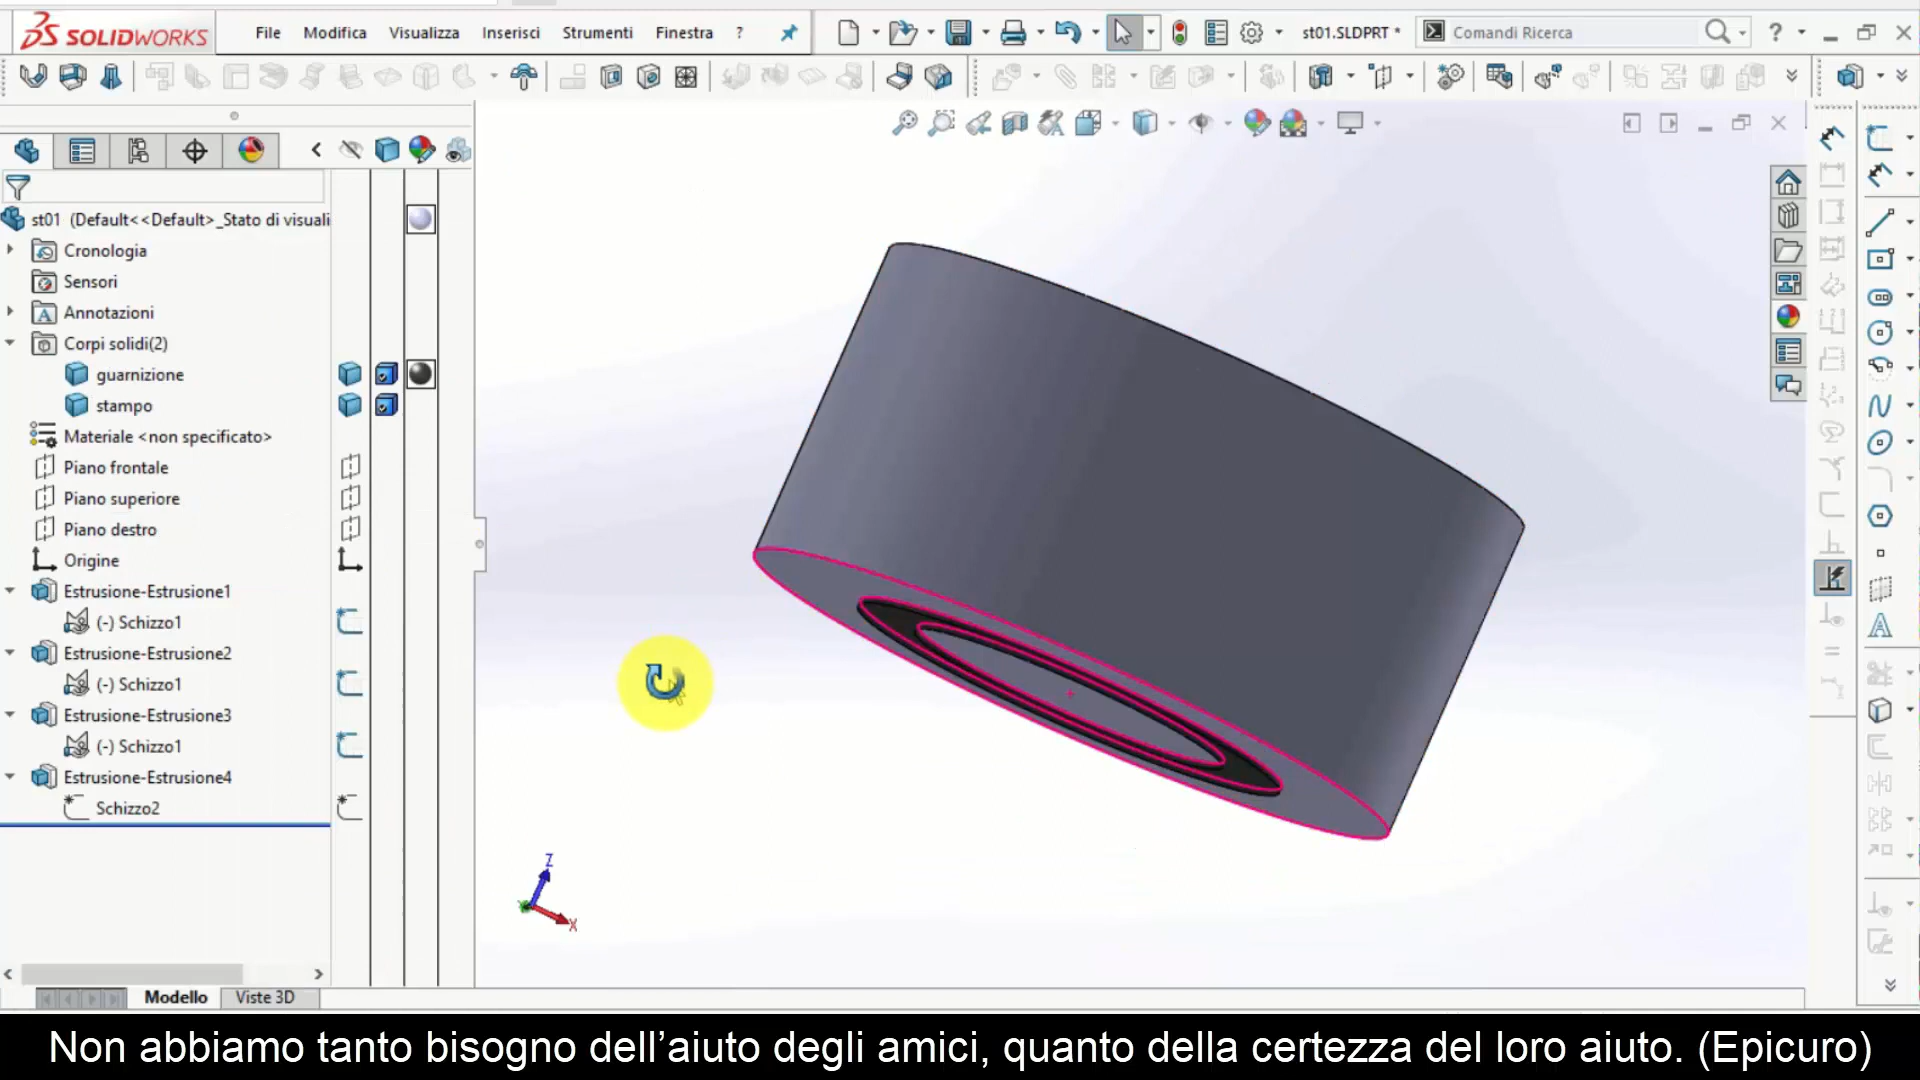 SOLIDWORKS
File Modifica Visualizza Inserisci Strumenti Finestra ?
st01.SLDPRT *
Comandi Ricerca
st01 (Default<<Default>_Stato di visuali
Cronologia
Sensori
Annotazioni
Corpi solidi(2)
guarnizione
stampo
Materiale <non specificato>
Piano frontale
Piano superiore
Piano destro
Origine
Estrusione-Estrusione1
(-) Schizzo1
Estrusione-Estrusione2
(-) Schizzo1
Estrusione-Estrusione3
(-) Schizzo1
Estrusione-Estrusione4
Schizzo2
Z
X
Modello Viste 3D
Non abbiamo tanto bisogno dell’aiuto degli amici, quanto della certezza del loro aiuto. (Epicuro)